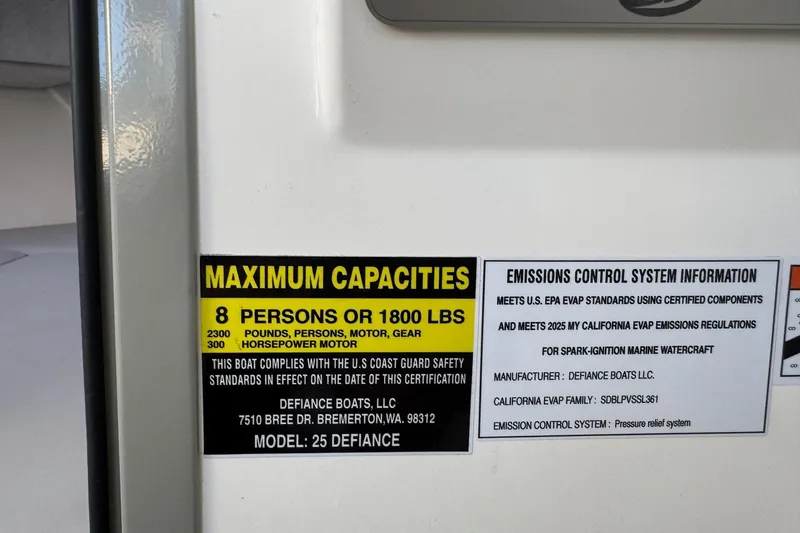 MAXIMUM CAPACITIES
8 PERSONS OR 1800 LBS
2300 POUNDS, PERSONS, MOTOR, GEAR
300 HORSEPOWER MOTOR
THIS BOAT COMPLIES WITH THE U.S COAST GUARD SAFETY
STANDARDS IN EFFECT ON THE DATE OF THIS CERTIFICATION
DEFIANCE BOATS, LLC
7510 BREE DR. BREMERTON,WA. 98312
MODEL: 25 DEFIANCE
EMISSIONS CONTROL SYSTEM INFORMATION
MEETS U.S. EPA EVAP STANDARDS USING CERTIFIED COMPONENTS
AND MEETS 2025 MY CALIFORNIA EVAP EMISSIONS REGULATIONS
FOR SPARK-IGNITION MARINE WATERCRAFT
MANUFACTURER : DEFIANCE BOATS LLC.
CALIFORNIA EVAP FAMILY : SDBLPVSSL361
EMISSION CONTROL SYSTEM : Pressure relief system